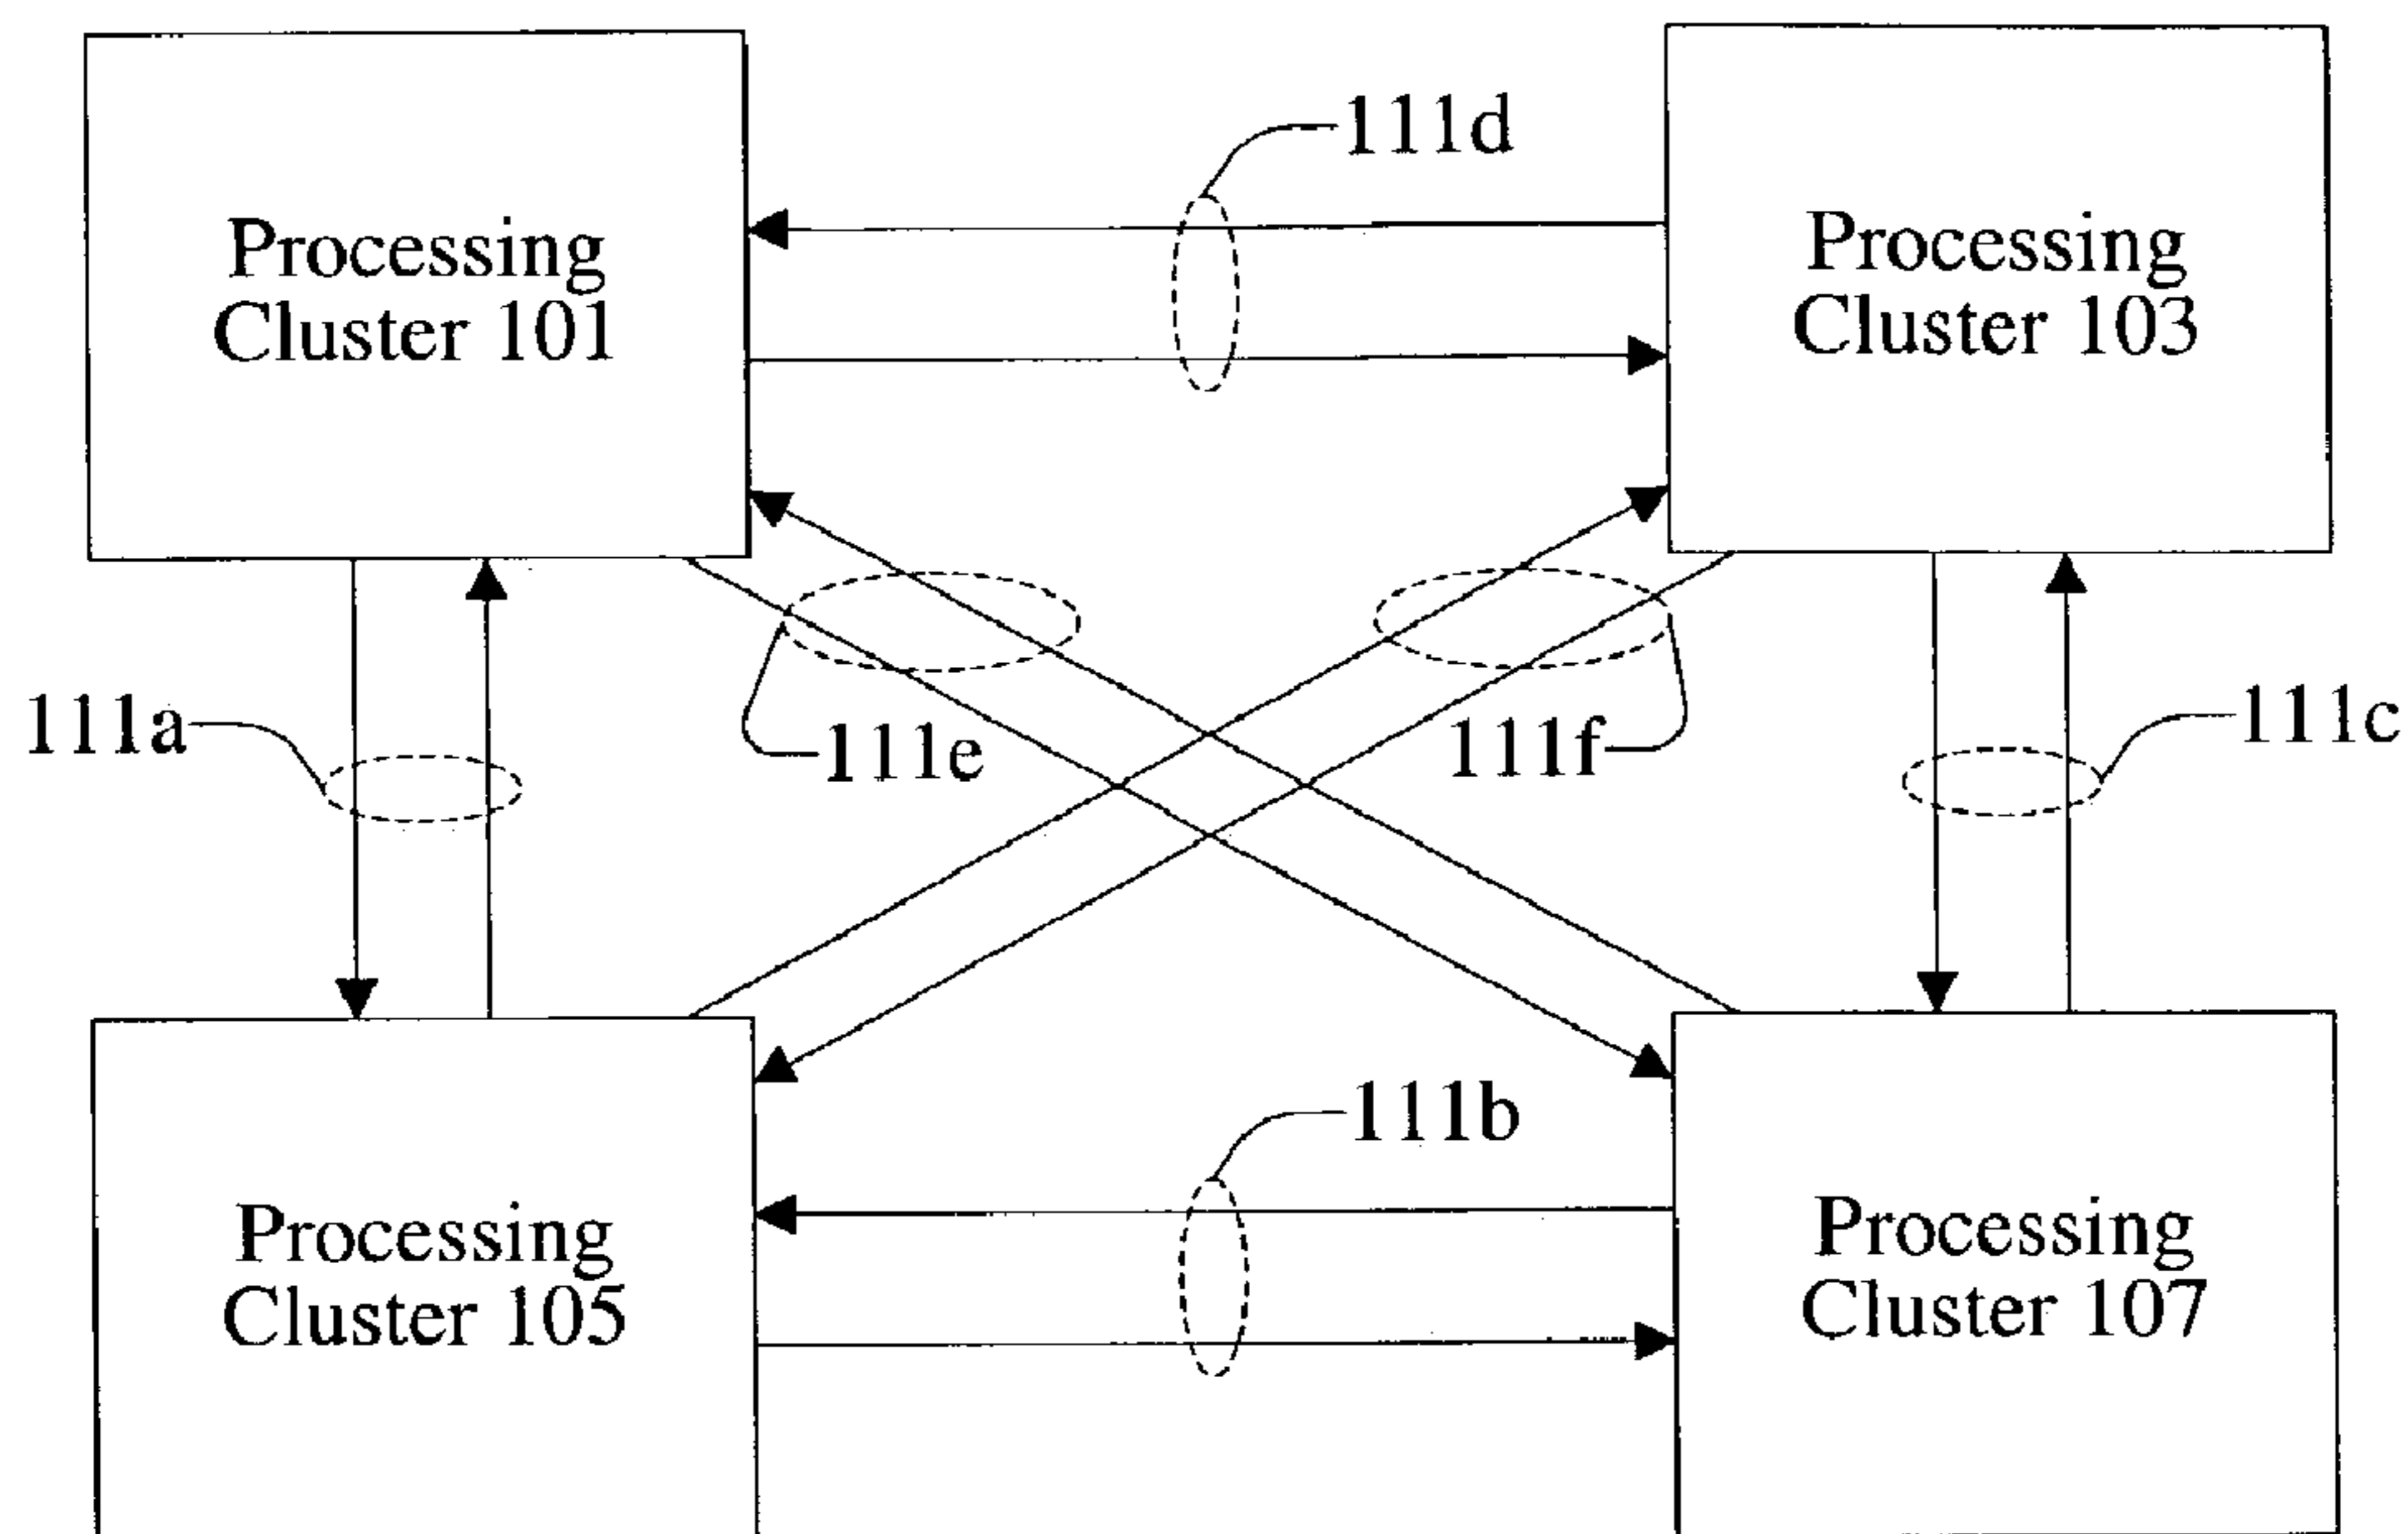 111d
Processing
Cluster 101
Processing
Cluster 103
111a
111e
111f
111c
111b
Processing
Cluster 105
Processing
Cluster 107